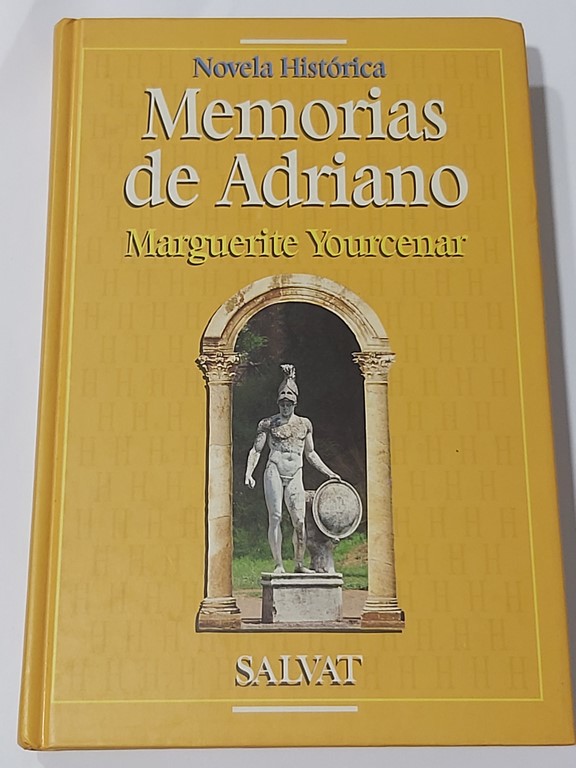 Novela Histórica
Memorias
de Adriano
Marguerite Yourcenar
SALVAT